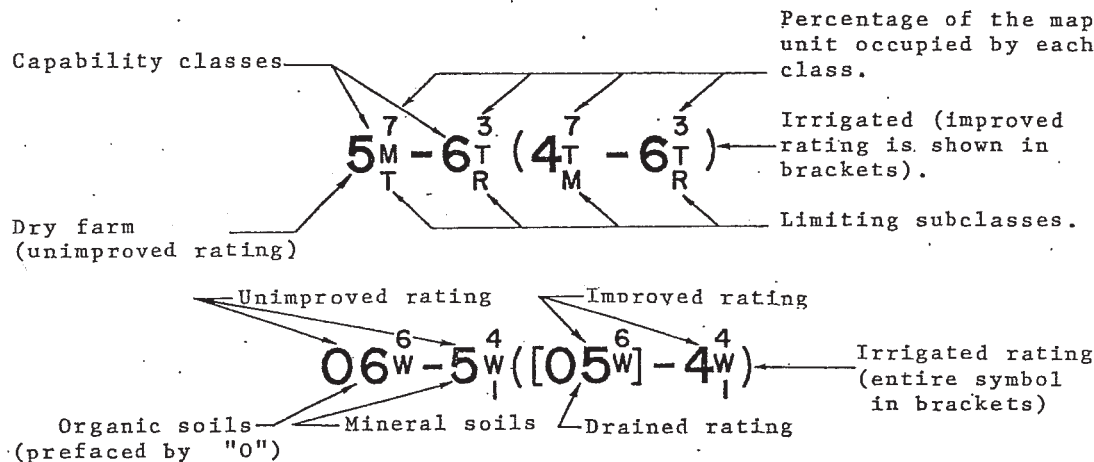 Percentage of the map
unit occupied by each
class.
Capability classes
7 3 7 3
5 M - 6 T ( 4 T - 6 T )
T R M R
Irrigated (improved
rating is shown in
brackets).
Dry farm
(unimproved rating)
Limiting subclasses.
Unimproved rating
Improved rating
6 4 6 4
O6 W - 5 W ( [O5 W] - 4 W )
I I
Irrigated rating
(entire symbol
in brackets)
Organic soils
(prefaced by "O")
Mineral soils
Drained rating